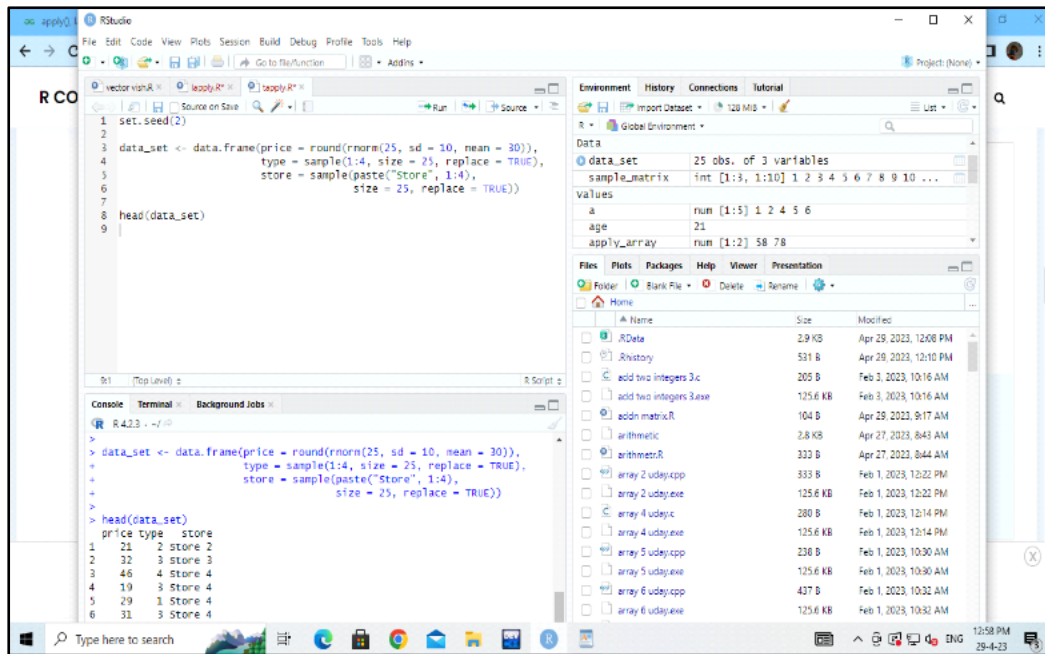 apply()
RStudio
File Edit Code View Plots Session Build Debug Profile Tools Help
Go to file/function
Addins
Project: (None)
R CO
vector vish.R
lapply.R*
tapply.R*
Source on Save
Run
Source
1 set.seed(2)
2
3 data_set <- data.frame(price = round(rnorm(25, sd = 10, mean = 30)),
4 type = sample(1:4, size = 25, replace = TRUE),
5 store = sample(paste("Store", 1:4),
6 size = 25, replace = TRUE))
7
8 head(data_set)
9
9:1 (Top Level) R Script
Console Terminal Background Jobs
R 4.2.3 . ~/
>
> data_set <- data.frame(price = round(rnorm(25, sd = 10, mean = 30)),
+ type = sample(1:4, size = 25, replace = TRUE),
+ store = sample(paste("Store", 1:4),
+ size = 25, replace = TRUE))
>
> head(data_set)
price type store
1 21 2 Store 2
2 32 3 Store 3
3 46 4 Store 4
4 19 3 Store 4
5 29 1 Store 4
6 31 3 Store 4
Environment History Connections Tutorial
Import Dataset 128 MiB List
R Global Environment
Data
data_set 25 obs. of 3 variables
sample_matrix int [1:3, 1:10] 1 2 3 4 5 6 7 8 9 10 ...
values
a num [1:5] 1 2 4 5 6
age 21
apply_array num [1:2] 58 78
Files Plots Packages Help Viewer Presentation
Folder Blank File Delete Rename
Home
Name Size Modified
.RData 2.9 KB Apr 29, 2023, 12:08 PM
.Rhistory 531 B Apr 29, 2023, 12:10 PM
add two integers 3.c 205 B Feb 3, 2023, 10:16 AM
add two integers 3.exe 125.6 KB Feb 3, 2023, 10:16 AM
addn matrix.R 104 B Apr 29, 2023, 9:17 AM
arithmetic 2.8 KB Apr 27, 2023, 8:43 AM
arithmetr.R 333 B Apr 27, 2023, 8:44 AM
array 2 uday.cpp 333 B Feb 1, 2023, 12:22 PM
array 2 uday.exe 125.6 KB Feb 1, 2023, 12:22 PM
array 4 uday.c 280 B Feb 1, 2023, 12:14 PM
array 4 uday.exe 125.6 KB Feb 1, 2023, 12:14 PM
array 5 uday.cpp 238 B Feb 1, 2023, 10:30 AM
array 5 uday.exe 125.6 KB Feb 1, 2023, 10:30 AM
array 6 uday.cpp 437 B Feb 1, 2023, 10:32 AM
array 6 uday.exe 125.6 KB Feb 1, 2023, 10:32 AM
Type here to search
ENG
12:58 PM
29-4-23